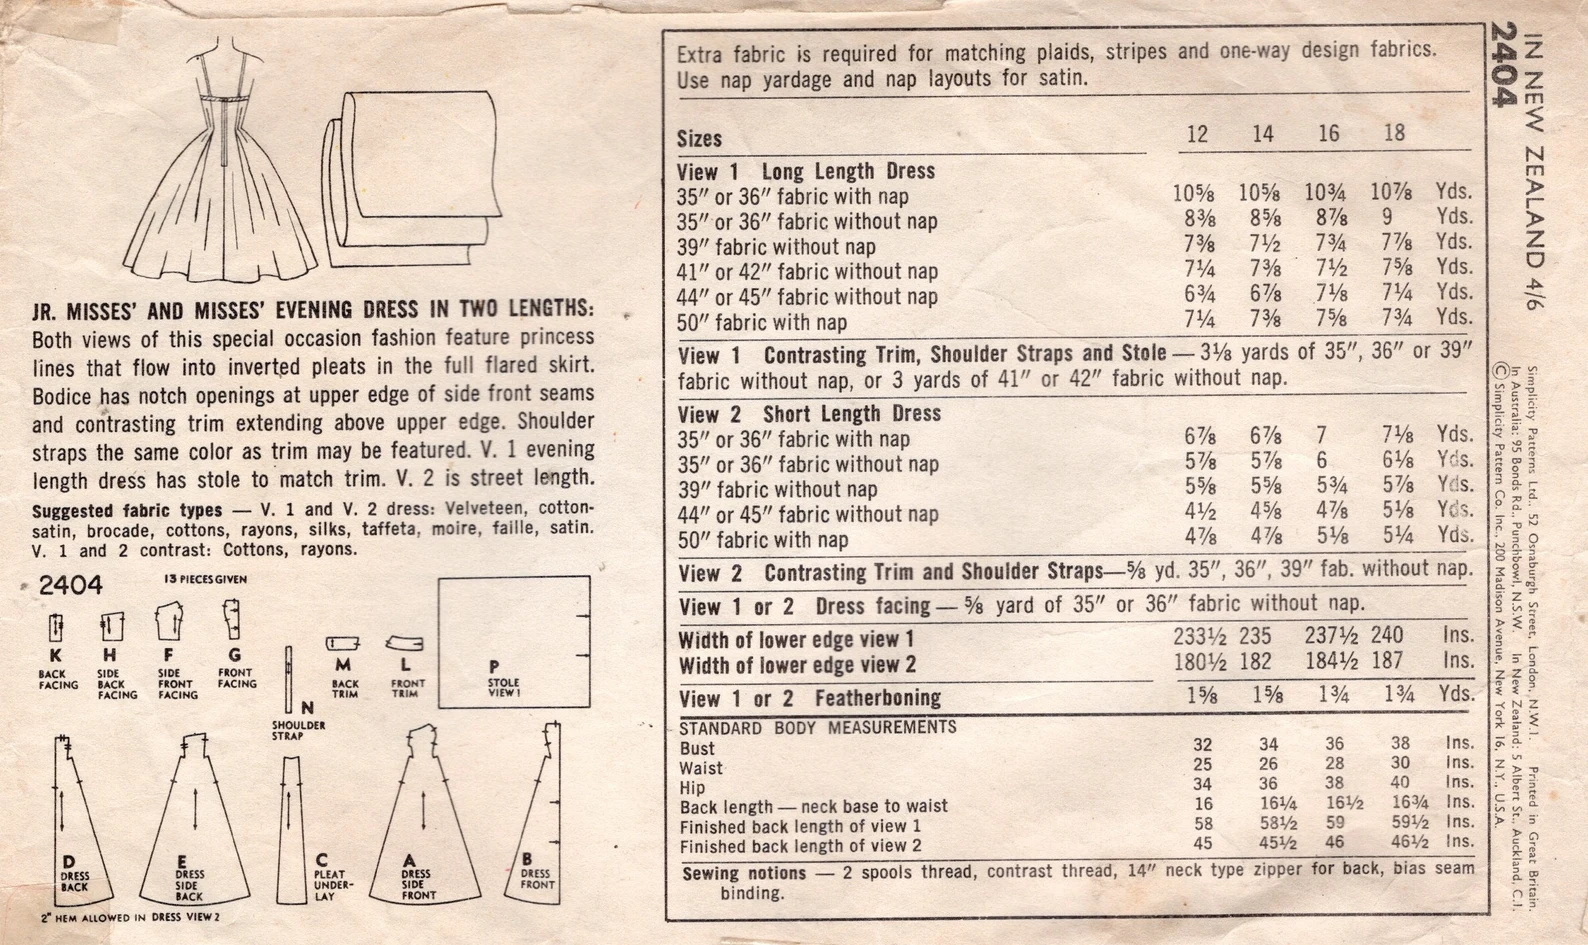 JR. MISSES' AND MISSES' EVENING DRESS IN TWO LENGTHS:
Both views of this special occasion fashion feature princess
lines that flow into inverted pleats in the full flared skirt.
Bodice has notch openings at upper edge of side front seams
and contrasting trim extending above upper edge. Shoulder
straps the same color as trim may be featured. V. 1 evening
length dress has stole to match trim. V. 2 is street length.
Suggested fabric types — V. 1 and V. 2 dress: Velveteen, cotton-
satin, brocade, cottons, rayons, silks, taffeta, moire, faille, satin.
V. 1 and 2 contrast: Cottons, rayons.
2404 13 PIECES GIVEN
K
BACK
FACING
H
SIDE
BACK
FACING
F
SIDE
FRONT
FACING
G
FRONT
FACING
N
SHOULDER
STRAP
M
BACK
TRIM
L
FRONT
TRIM
P
STOLE
VIEW 1
D
DRESS
BACK
E
DRESS
SIDE
BACK
C
PLEAT
UNDER-
LAY
A
DRESS
SIDE
FRONT
B
DRESS
FRONT
2" HEM ALLOWED IN DRESS VIEW 2
Extra fabric is required for matching plaids, stripes and one-way design fabrics.
Use nap yardage and nap layouts for satin.
Sizes 12 14 16 18
View 1 Long Length Dress
35" or 36" fabric with nap 10⅝ 10⅝ 10¾ 10⅞ Yds.
35" or 36" fabric without nap 8⅜ 8⅝ 8⅞ 9 Yds.
39" fabric without nap 7⅜ 7½ 7¾ 7⅞ Yds.
41" or 42" fabric without nap 7¼ 7⅜ 7½ 7⅝ Yds.
44" or 45" fabric without nap 6¾ 6⅞ 7⅛ 7¼ Yds.
50" fabric with nap 7¼ 7⅜ 7⅝ 7¾ Yds.
View 1 Contrasting Trim, Shoulder Straps and Stole — 3⅛ yards of 35", 36" or 39"
fabric without nap, or 3 yards of 41" or 42" fabric without nap.
View 2 Short Length Dress
35" or 36" fabric with nap 6⅞ 6⅞ 7 7⅛ Yds.
35" or 36" fabric without nap 5⅞ 5⅞ 6 6⅛ Yds.
39" fabric without nap 5⅝ 5⅝ 5¾ 5⅞ Yds.
44" or 45" fabric without nap 4½ 4⅝ 4⅞ 5⅛ Yds.
50" fabric with nap 4⅞ 4⅞ 5⅛ 5¼ Yds.
View 2 Contrasting Trim and Shoulder Straps—⅝ yd. 35", 36", 39" fab. without nap.
View 1 or 2 Dress facing — ⅝ yard of 35" or 36" fabric without nap.
Width of lower edge view 1 233½ 235 237½ 240 Ins.
Width of lower edge view 2 180½ 182 184½ 187 Ins.
View 1 or 2 Featherboning 1⅝ 1⅝ 1¾ 1¾ Yds.
STANDARD BODY MEASUREMENTS
Bust 32 34 36 38 Ins.
Waist 25 26 28 30 Ins.
Hip 34 36 38 40 Ins.
Back length — neck base to waist 16 16¼ 16½ 16¾ Ins.
Finished back length of view 1 58 58½ 59 59½ Ins.
Finished back length of view 2 45 45½ 46 46½ Ins.
Sewing notions — 2 spools thread, contrast thread, 14" neck type zipper for back, bias seam
binding.
IN NEW ZEALAND 4/6
2404
Simplicity Patterns Ltd., 52 Osnaburgh Street, London, N.W.1. Printed in Great Britain.
In Australia: 95 Bonds Rd., Punchbowl, N.S.W. In New Zealand: 5 Albert St., Auckland, C.1.
© Simplicity Pattern Co. Inc., 200 Madison Avenue, New York 16, N.Y., U.S.A.